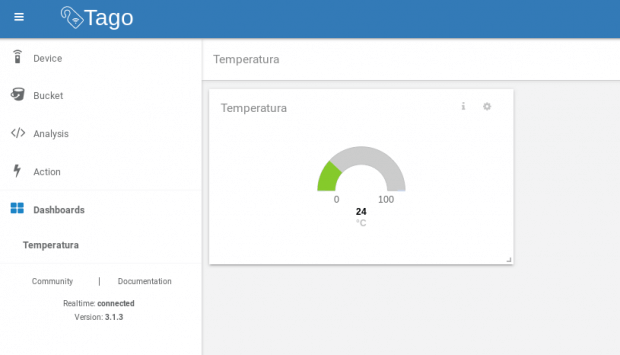 Tago
Device
Bucket
Analysis
Action
Dashboards
Temperatura
Community | Documentation
Realtime: connected
Version: 3.1.3
Temperatura
Temperatura
0 100
24
°C